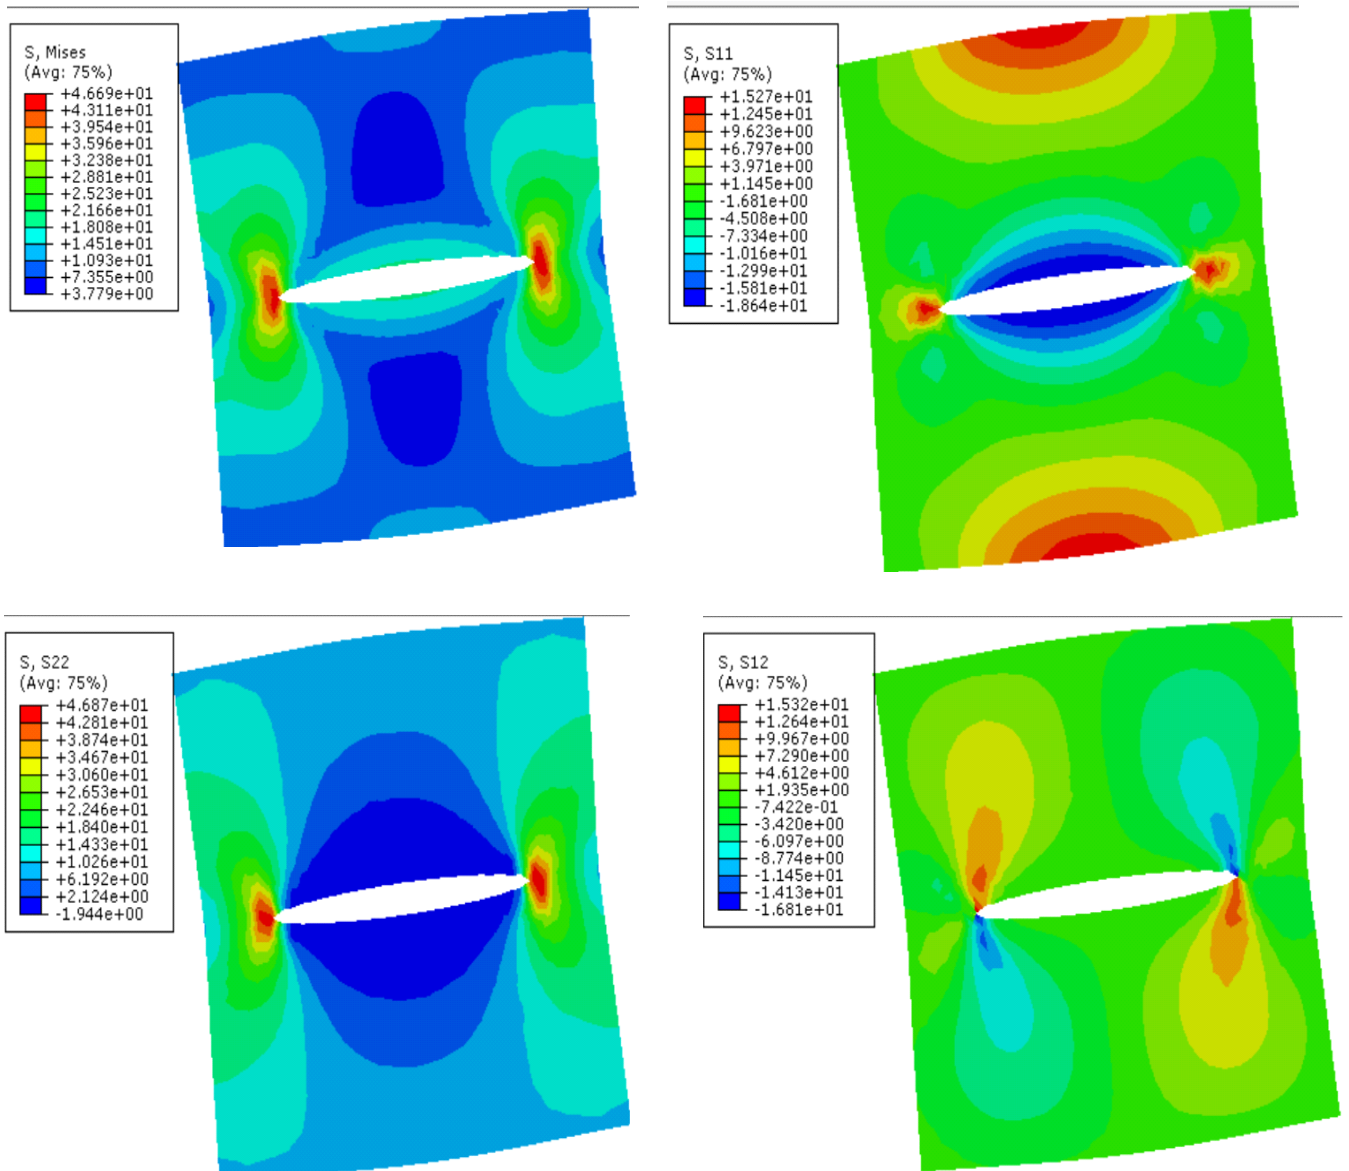 S, Mises
(Avg: 75%)
+4.669e+01
+4.311e+01
+3.954e+01
+3.596e+01
+3.238e+01
+2.881e+01
+2.523e+01
+2.166e+01
+1.808e+01
+1.451e+01
+1.093e+01
+7.355e+00
+3.779e+00
S, S11
(Avg: 75%)
+1.527e+01
+1.245e+01
+9.623e+00
+6.797e+00
+3.971e+00
+1.145e+00
-1.681e+00
-4.508e+00
-7.334e+00
-1.016e+01
-1.299e+01
-1.581e+01
-1.864e+01
S, S22
(Avg: 75%)
+4.687e+01
+4.281e+01
+3.874e+01
+3.467e+01
+3.060e+01
+2.653e+01
+2.246e+01
+1.840e+01
+1.433e+01
+1.026e+01
+6.192e+00
+2.124e+00
-1.944e+00
S, S12
(Avg: 75%)
+1.532e+01
+1.264e+01
+9.967e+00
+7.290e+00
+4.612e+00
+1.935e+00
-7.422e-01
-3.420e+00
-6.097e+00
-8.774e+00
-1.145e+01
-1.413e+01
-1.681e+01